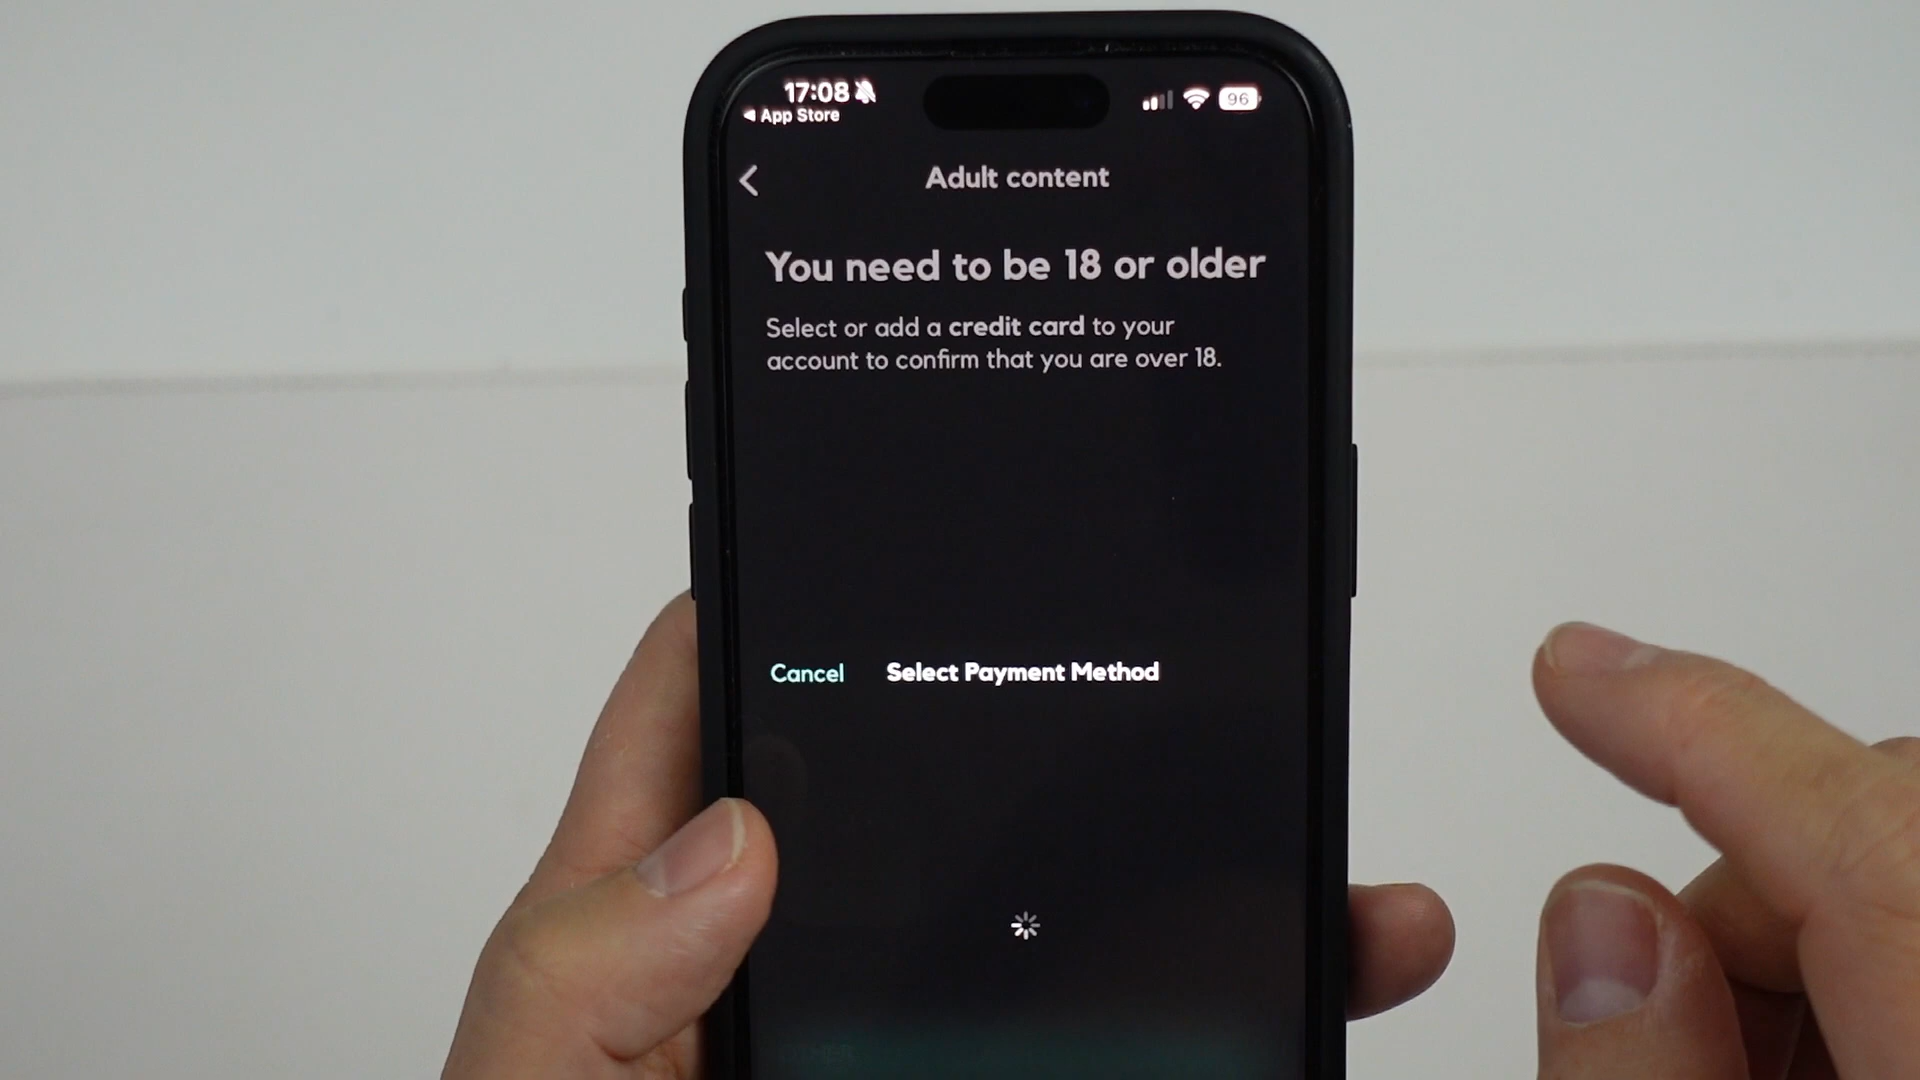 17:08
96
◀ App Store
Adult content
You need to be 18 or older
Select or add a credit card to your
account to confirm that you are over 18.
Cancel Select Payment Method